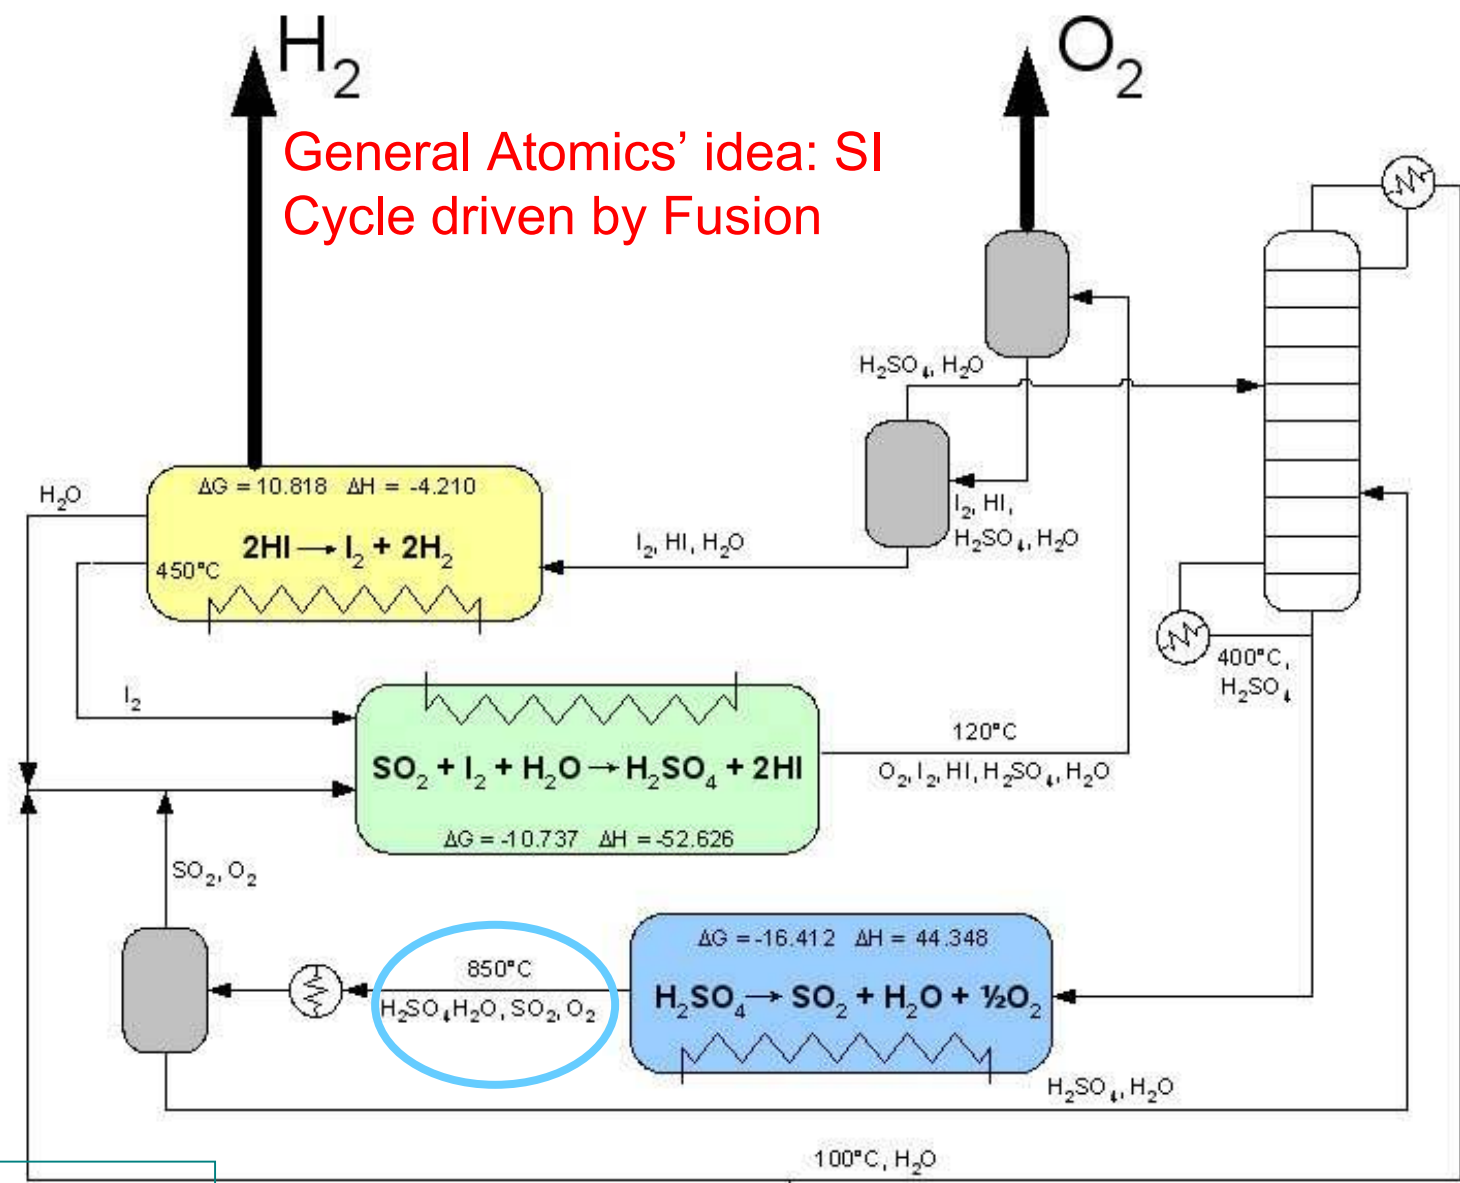 H₂
O₂
General Atomics' idea: SI
Cycle driven by Fusion
H₂SO₄, H₂O
H₂O
ΔG = 10.818 ΔH = -4.210
2HI → I₂ + 2H₂
450°C
I₂, HI, H₂O
I₂, HI,
H₂SO₄, H₂O
400°C,
H₂SO₄
I₂
SO₂ + I₂ + H₂O → H₂SO₄ + 2HI
ΔG = -10.737 ΔH = -52.626
120°C
O₂, I₂, HI, H₂SO₄, H₂O
SO₂, O₂
850°C
H₂SO₄H₂O, SO₂, O₂
ΔG = -16.412 ΔH = 44.348
H₂SO₄ → SO₂ + H₂O + ½O₂
H₂SO₄, H₂O
100°C, H₂O